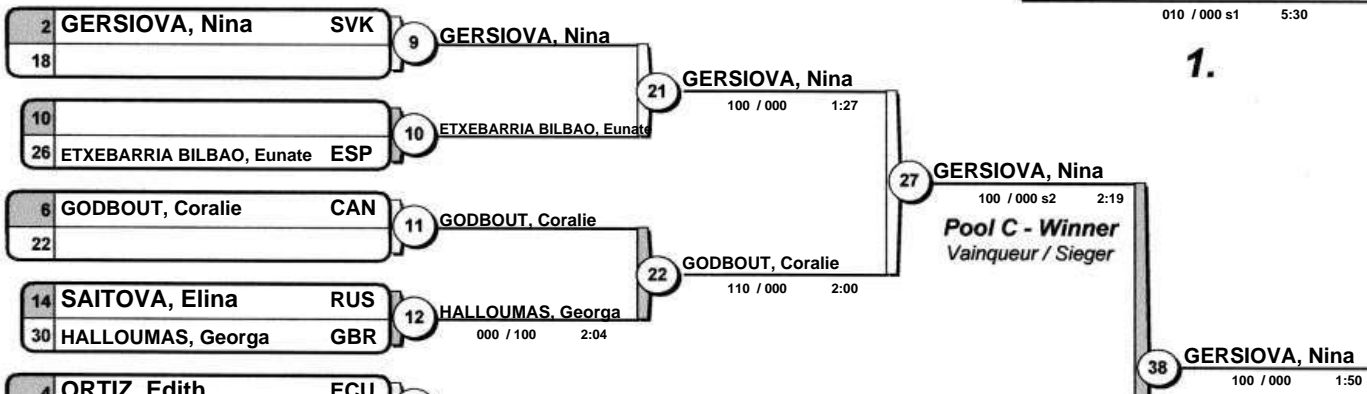 010 / 000 s1 5:30
1.
2 GERSIOVA, Nina SVK
18
9 GERSIOVA, Nina
21 GERSIOVA, Nina
100 / 000 1:27
10
26 ETXEBARRIA BILBAO, Eunate ESP
10 ETXEBARRIA BILBAO, Eunate
27 GERSIOVA, Nina
100 / 000 s2 2:19
Pool C - Winner
Vainqueur / Sieger
6 GODBOUT, Coralie CAN
22
11 GODBOUT, Coralie
22 GODBOUT, Coralie
110 / 000 2:00
14 SAITOVA, Elina RUS
30 HALLOUMAS, Georga GBR
12 HALLOUMAS, Georga
000 / 100 2:04
38 GERSIOVA, Nina
100 / 000 1:50
4 ORTIZ, Edith ECU